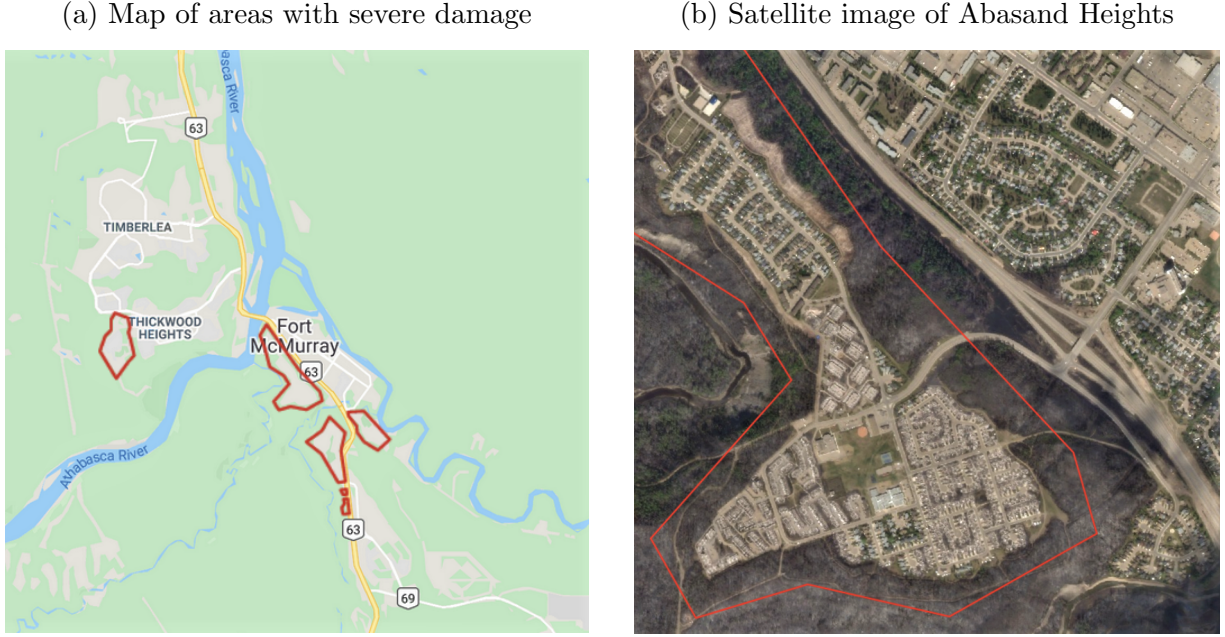 (a) Map of areas with severe damage
(b) Satellite image of Abasand Heights
abasca River
63
TIMBERLEA
THICKWOOD
HEIGHTS
Fort
McMurray
63
Athabasca River
63
69